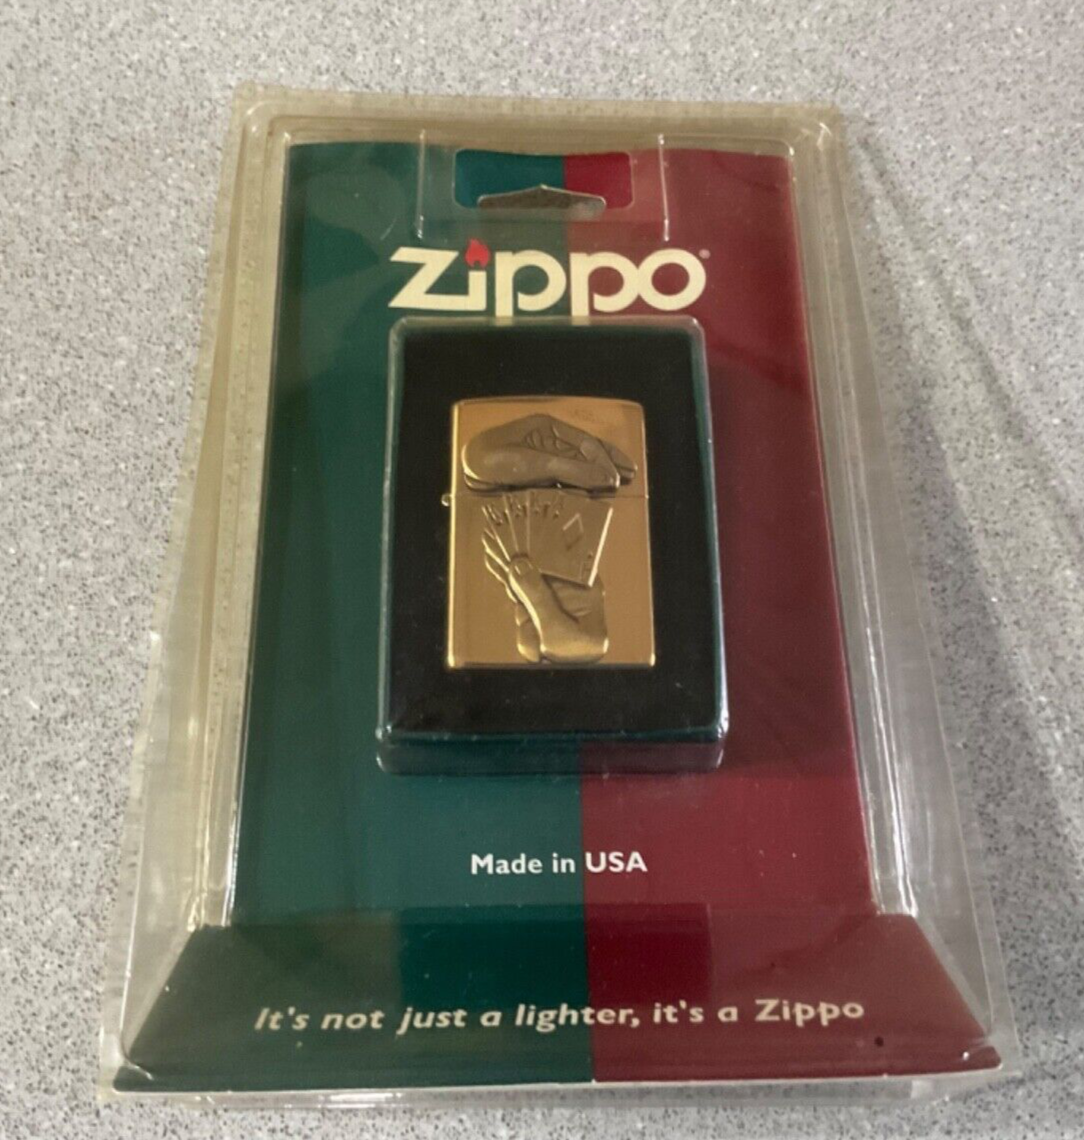 Zippo®
Made in USA
It's not just a lighter, it's a Zippo